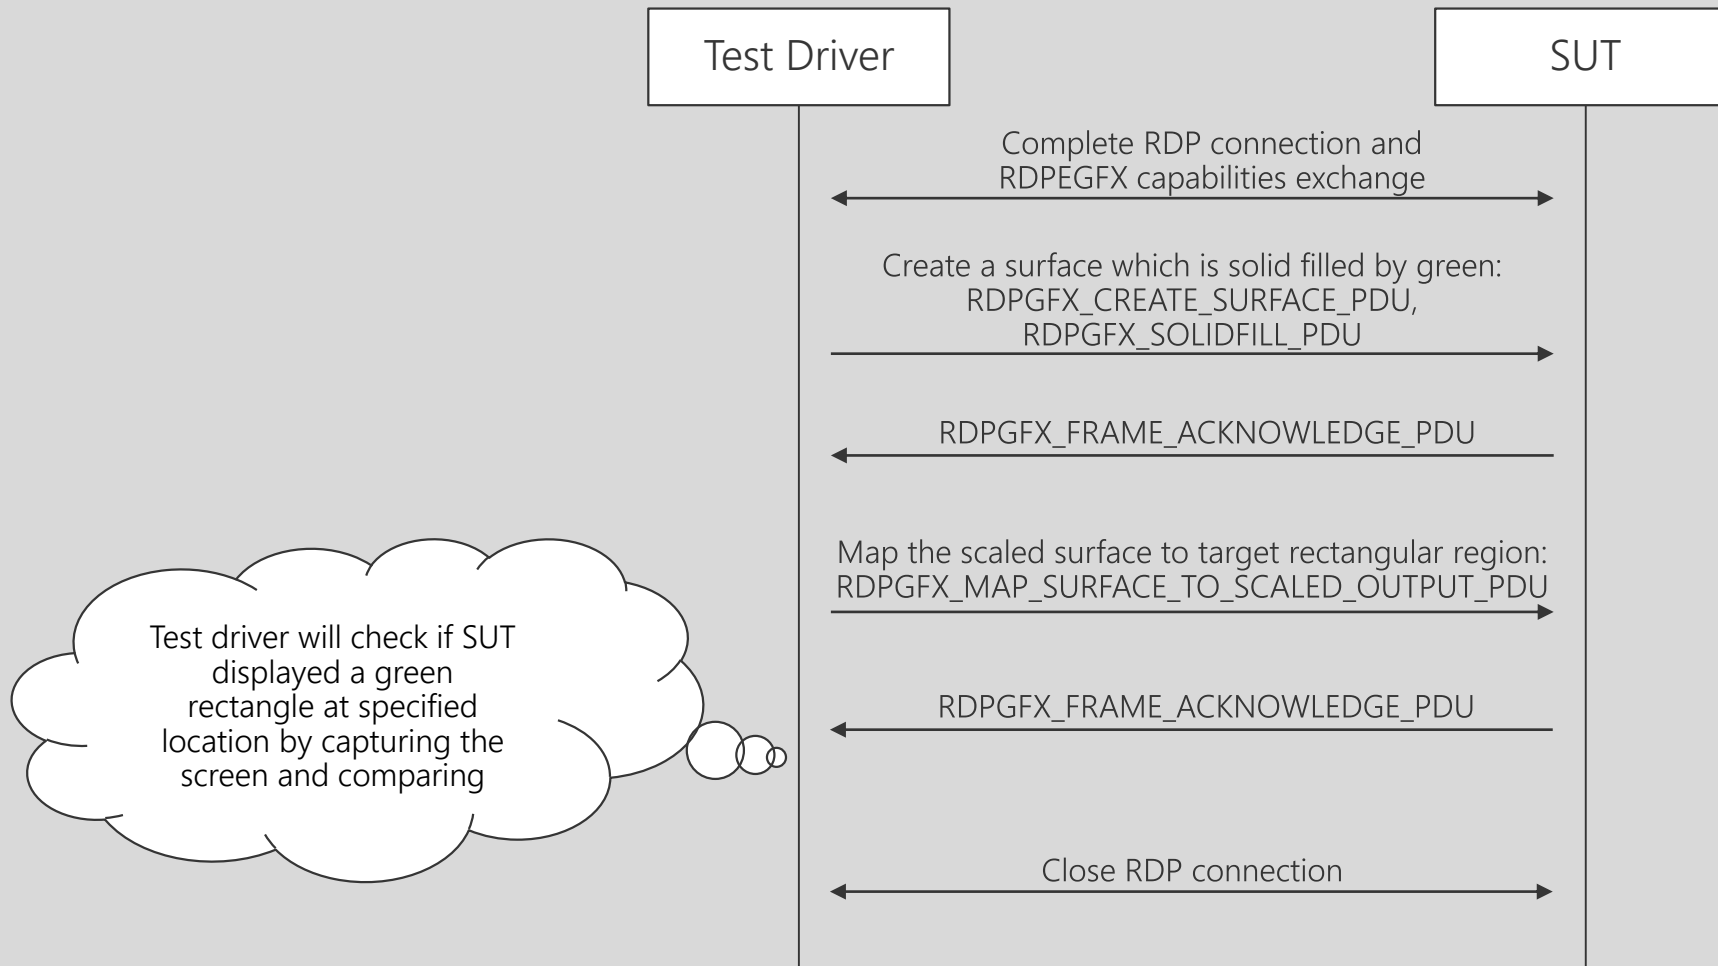 Test Driver
SUT
Complete RDP connection and
RDPEGFX capabilities exchange
Create a surface which is solid filled by green:
RDPGFX_CREATE_SURFACE_PDU,
RDPGFX_SOLIDFILL_PDU
RDPGFX_FRAME_ACKNOWLEDGE_PDU
Map the scaled surface to target rectangular region:
RDPGFX_MAP_SURFACE_TO_SCALED_OUTPUT_PDU
Test driver will check if SUT
displayed a green
rectangle at specified
location by capturing the
screen and comparing
RDPGFX_FRAME_ACKNOWLEDGE_PDU
Close RDP connection